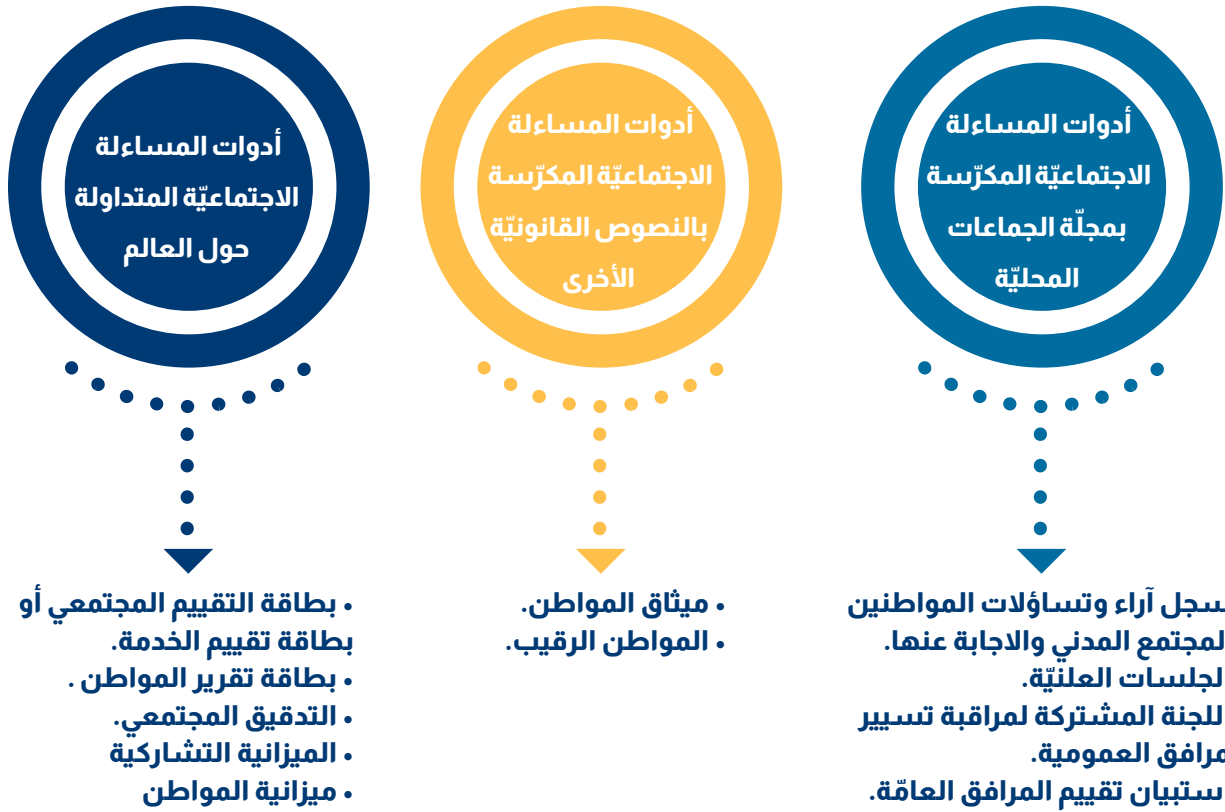 أدوات المساءلة
الاجتماعيّة المكرّسة
بمجلّة الجماعات
المحليّة
سجل آراء وتساؤلات المواطنين
المجتمع المدني والاجابة عنها.
الجلسات العلنيّة.
اللجنة المشتركة لمراقبة تسيير
مرافق العمومية.
ستبيان تقييم المرافق العامّة.
أدوات المساءلة
الاجتماعيّة المكرّسة
بالنصوص القانونيّة
الأخرى
• ميثاق المواطن.
• المواطن الرقيب.
أدوات المساءلة
الاجتماعيّة المتداولة
حول العالم
• بطاقة التقييم المجتمعي أو
بطاقة تقييم الخدمة.
• بطاقة تقرير المواطن .
• التدقيق المجتمعي.
• الميزانية التشاركية
• ميزانية المواطن